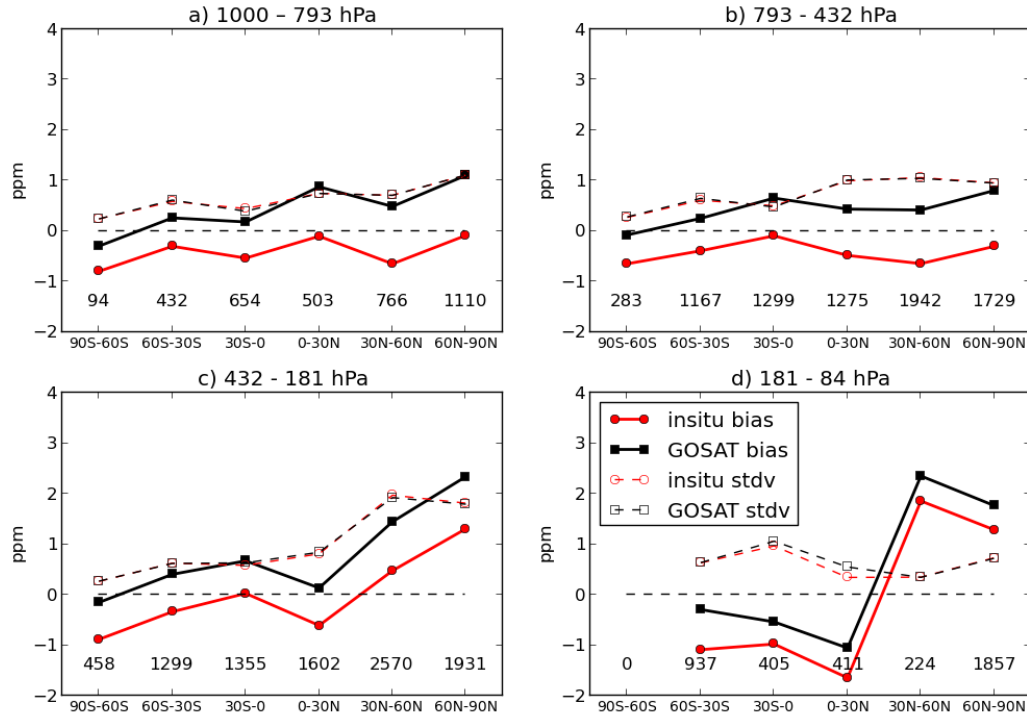 a) 1000 – 793 hPa
4
3
2
1
0
−1
−2
ppm
94 432 654 503 766 1110
90S-60S 60S-30S 30S-0 0-30N 30N-60N 60N-90N
b) 793 - 432 hPa
4
3
2
1
0
−1
−2
ppm
283 1167 1299 1275 1942 1729
90S-60S 60S-30S 30S-0 0-30N 30N-60N 60N-90N
c) 432 - 181 hPa
4
3
2
1
0
−1
−2
ppm
458 1299 1355 1602 2570 1931
90S-60S 60S-30S 30S-0 0-30N 30N-60N 60N-90N
d) 181 - 84 hPa
4
3
2
1
0
−1
−2
ppm
insitu bias
GOSAT bias
insitu stdv
GOSAT stdv
0 937 405 411 224 1857
90S-60S 60S-30S 30S-0 0-30N 30N-60N 60N-90N